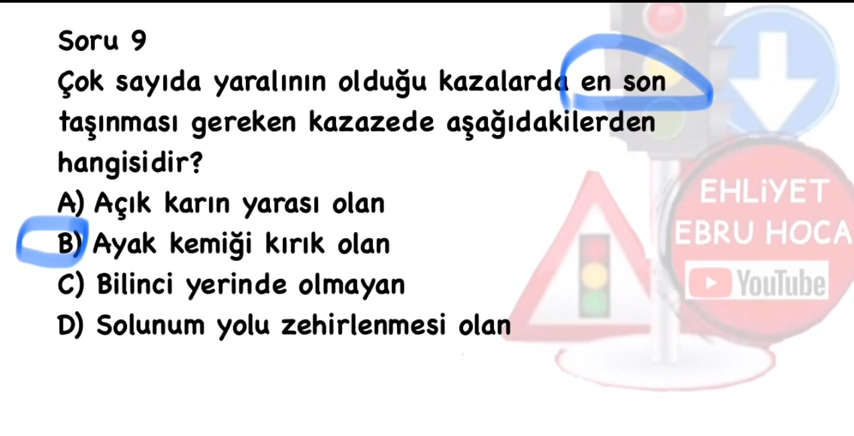 Soru 9
Çok sayıda yaralının olduğu kazalarda en son
taşınması gereken kazazede aşağıdakilerden
hangisidir?
A) Açık karın yarası olan
B) Ayak kemiği kırık olan
C) Bilinci yerinde olmayan
D) Solunum yolu zehirlenmesi olan
EHLİYET
EBRU HOCA
YouTube